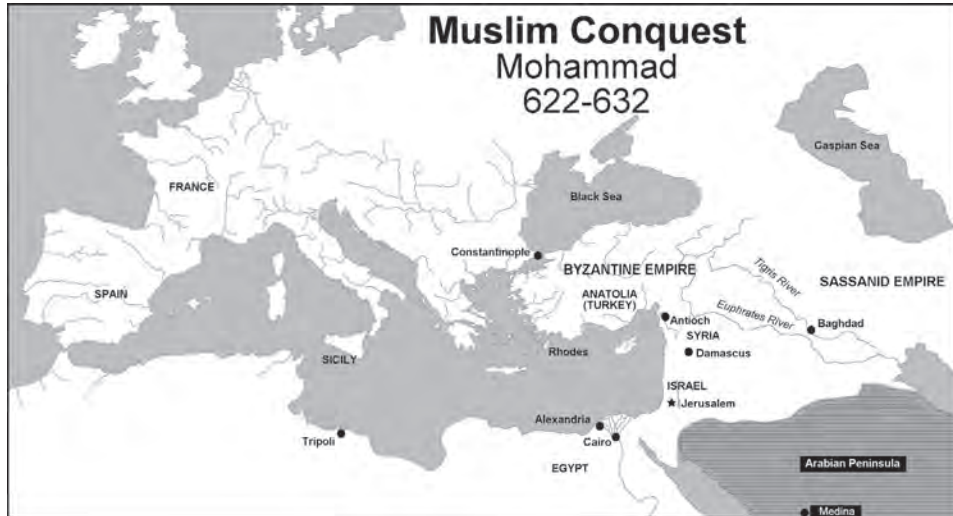 Muslim Conquest
Mohammad
622-632
Caspian Sea
FRANCE
Black Sea
Constantinople
BYZANTINE EMPIRE
Tigris River
SASSANID EMPIRE
SPAIN
ANATOLIA
(TURKEY)
Euphrates River
Antioch
Baghdad
SYRIA
SICILY
Rhodes
Damascus
ISRAEL
Jerusalem
Alexandria
Tripoli
Cairo
EGYPT
Arabian Peninsula
Medina